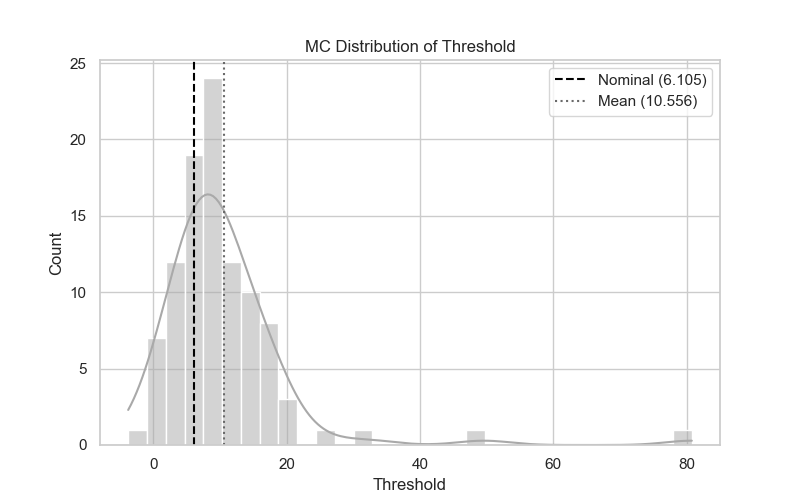 MC Distribution of Threshold
Nominal (6.105)
Mean (10.556)
Count
25
20
15
10
5
0
0 20 40 60 80
Threshold